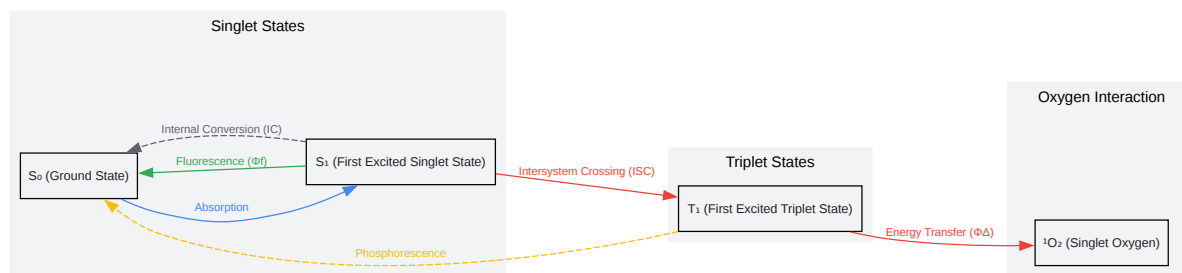 Singlet States
Oxygen Interaction
Internal Conversion (IC)
Triplet States
S₀ (Ground State)
Fluorescence (Φf)
S₁ (First Excited Singlet State)
Intersystem Crossing (ISC)
Absorption
T₁ (First Excited Triplet State)
Energy Transfer (ΦΔ)
¹O₂ (Singlet Oxygen)
Phosphorescence